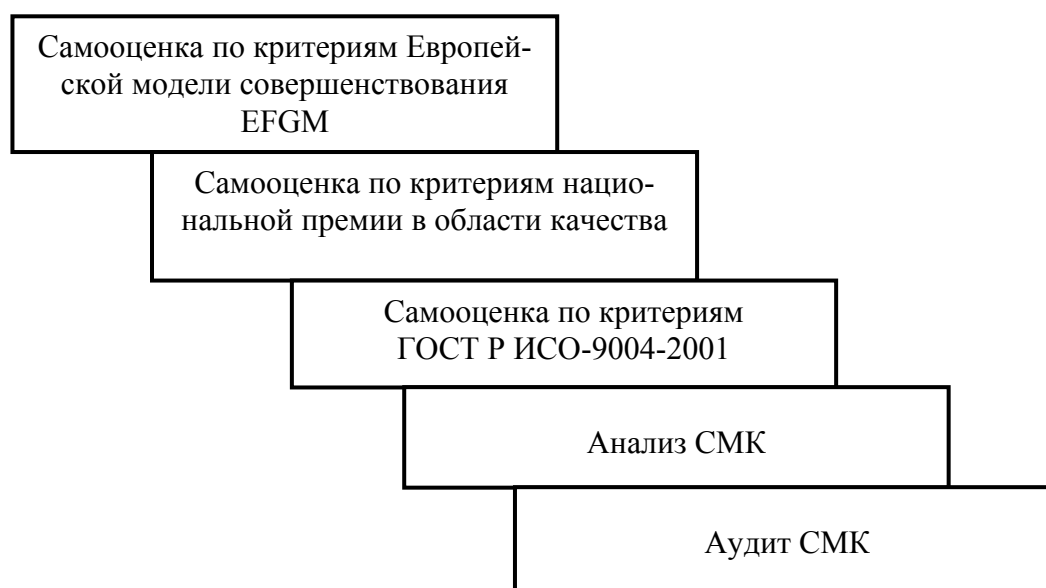 Самооценка по критериям Европей-
ской модели совершенствования
EFGM
Самооценка по критериям нацио-
нальной премии в области качества
Самооценка по критериям
ГОСТ Р ИСО-9004-2001
Анализ СМК
Аудит СМК